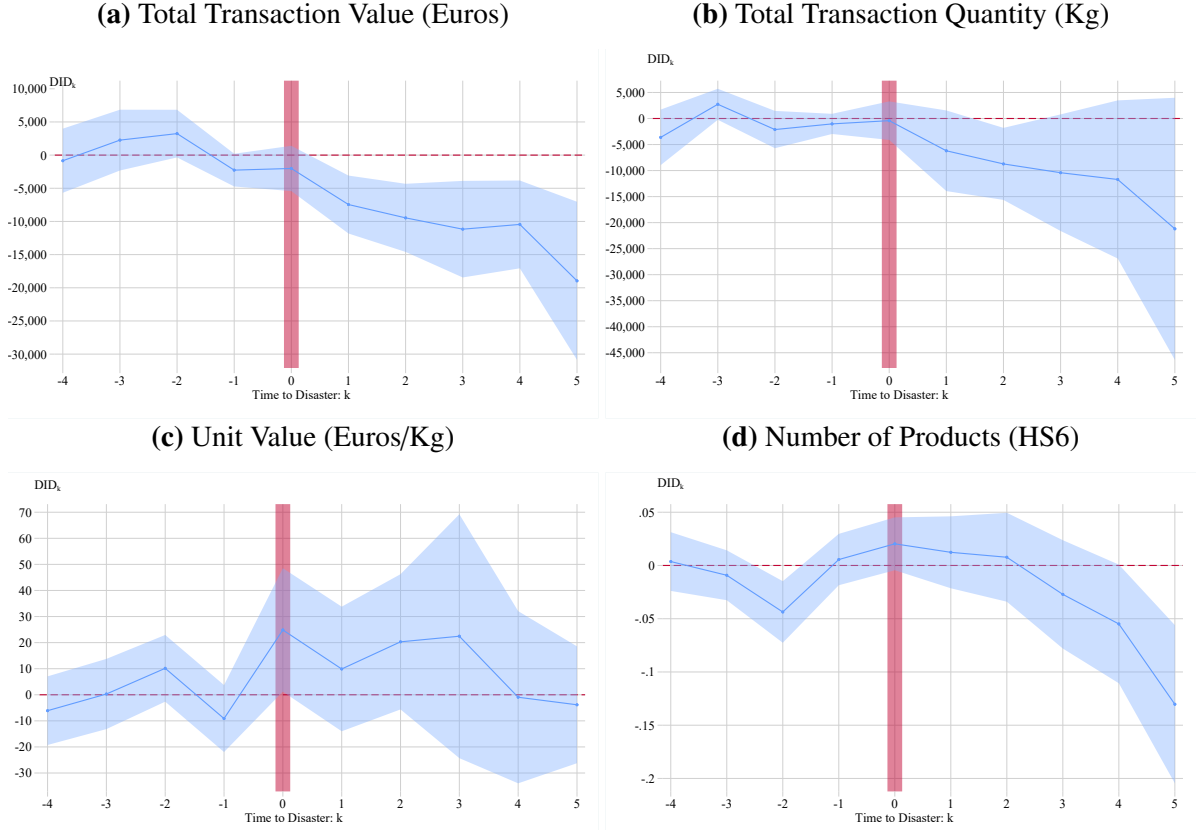 (a) Total Transaction Value (Euros)
DIDk
10,000
5,000
0
-5,000
-10,000
-15,000
-20,000
-30,000
-4 -3 -2 -1 0 1 2 3 4 5
Time to Disaster: k
(b) Total Transaction Quantity (Kg)
DIDk
5,000
0
-5,000
-10,000
-15,000
-20,000
-25,000
-30,000
-35,000
-40,000
-45,000
-4 -3 -2 -1 0 1 2 3 4 5
Time to Disaster: k
(c) Unit Value (Euros/Kg)
DIDk
70
60
50
40
30
20
10
0
-10
-20
-30
-4 -3 -2 -1 0 1 2 3 4 5
Time to Disaster: k
(d) Number of Products (HS6)
DIDk
.05
0
-.05
-.1
-.15
-.2
-4 -3 -2 -1 0 1 2 3 4 5
Time to Disaster: k